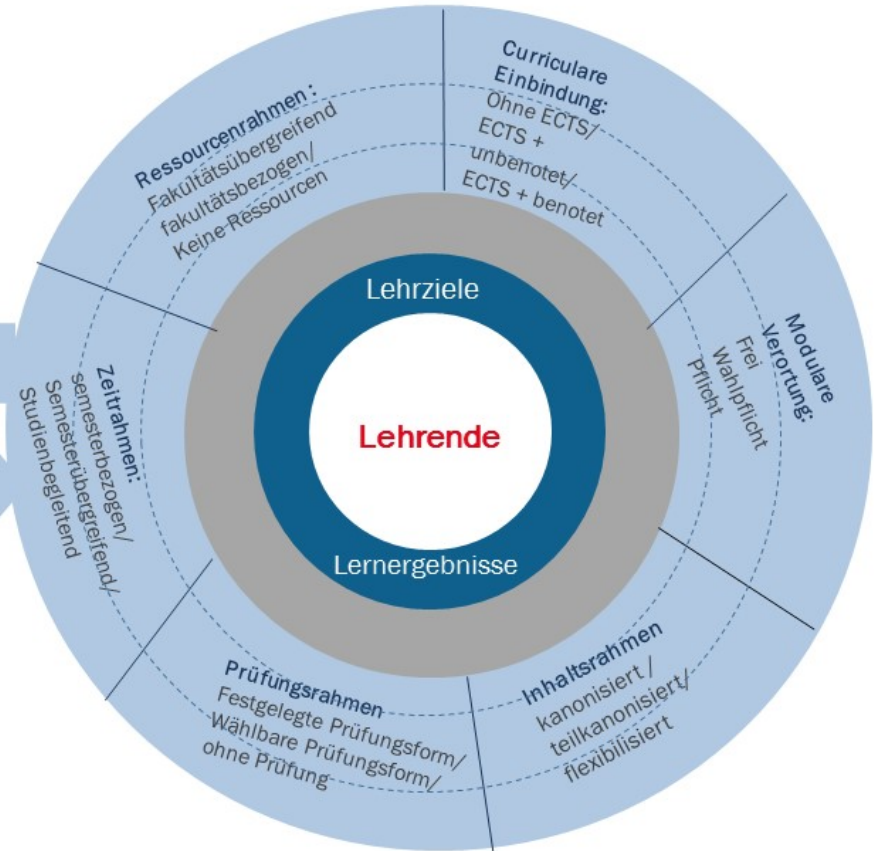 Curriculare
Einbindung:
Ohne ECTS/
ECTS +
unbenotet/
ECTS + benotet
Modulare
Verortung:
Frei
Wahlpflicht
Pflicht
Inhaltsrahmen
kanonisiert /
teilkanonisiert/
flexibilisiert
Prüfungsrahmen
Festgelegte Prüfungsform/
Wählbare Prüfungsform/
ohne Prüfung
Zeitrahmen:
semesterbezogen/
Semesterübergreifend/
Studienbegleitend
Ressourcenrahmen:
Fakultätsübergreifend
fakultätsbezogen/
Keine Ressourcen
Lehrziele
Lehrende
Lernergebnisse